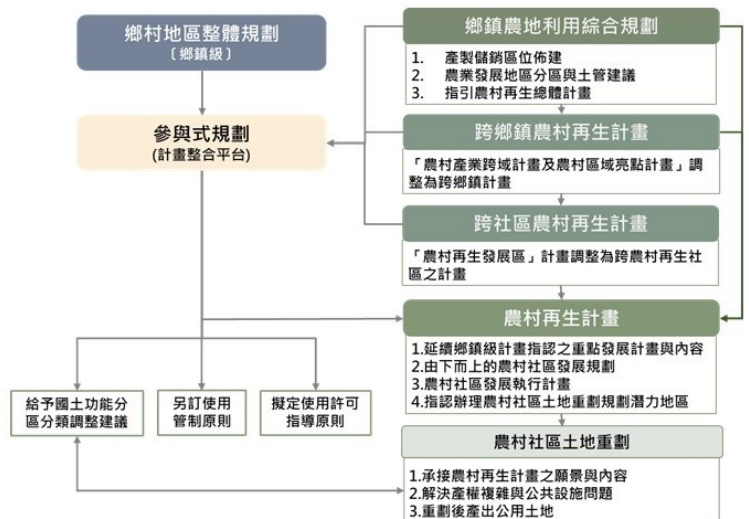 鄉村地區整體規劃
〔鄉鎮級〕
參與式規劃
(計畫整合平台)
給予國土功能分
區分類調整建議
另訂使用
管制原則
擬定使用許可
指導原則
鄉鎮農地利用綜合規劃
1. 產製儲銷區位佈建
2. 農業發展地區分區與土管建議
3. 指引農村再生總體計畫
跨鄉鎮農村再生計畫
「農村產業跨域計畫及農村區域亮點計畫」調
整為跨鄉鎮計畫
跨社區農村再生計畫
「農村再生發展區」計畫調整為跨農村再生社
區之計畫
農村再生計畫
1.延續鄉鎮級計畫指認之重點發展計畫與內容
2.由下而上的農村社區發展規劃
3.農村社區發展執行計畫
4.指認辦理農村社區土地重劃規劃潛力地區
農村社區土地重劃
1.承接農村再生計畫之願景與內容
2.解決產權複雜與公共設施問題
3.重劃後產出公用土地